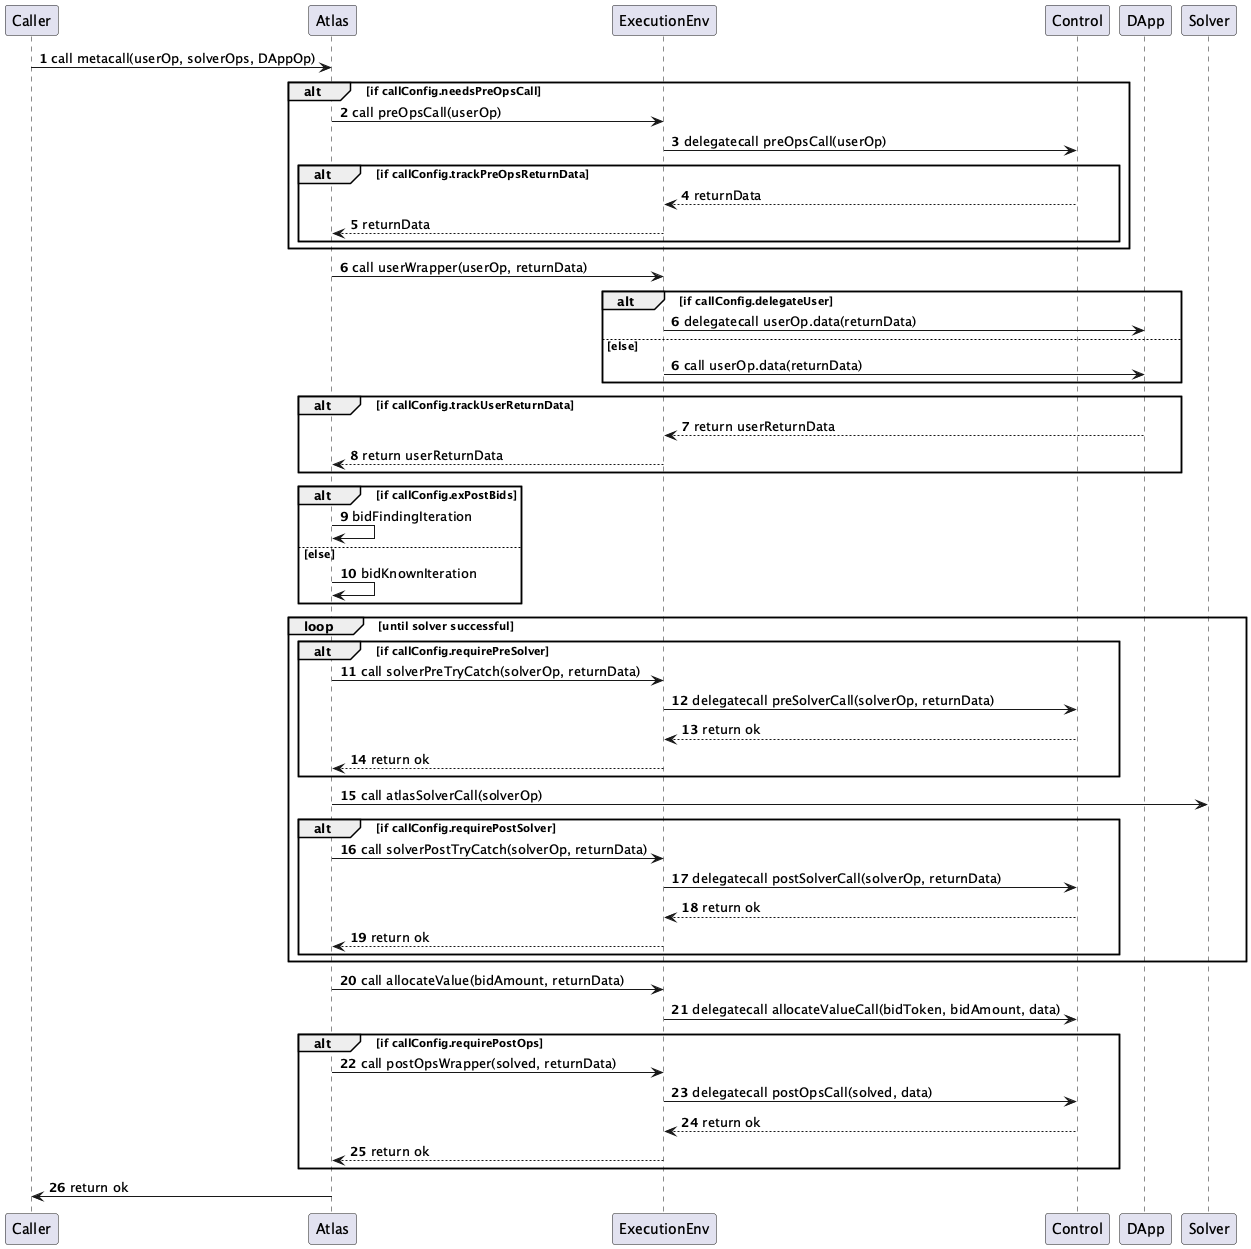 Caller Atlas ExecutionEnv Control DApp Solver
1 call metacall(userOp, solverOps, DAppOp)
alt [if callConfig.needsPreOpsCall]
2 call preOpsCall(userOp)
3 delegatecall preOpsCall(userOp)
alt [if callConfig.trackPreOpsReturnData]
4 returnData
5 returnData
6 call userWrapper(userOp, returnData)
alt [if callConfig.delegateUser]
6 delegatecall userOp.data(returnData)
[else]
6 call userOp.data(returnData)
alt [if callConfig.trackUserReturnData]
7 return userReturnData
8 return userReturnData
alt [if callConfig.exPostBids]
9 bidFindingIteration
[else]
10 bidKnownIteration
loop [until solver successful]
alt [if callConfig.requirePreSolver]
11 call solverPreTryCatch(solverOp, returnData)
12 delegatecall preSolverCall(solverOp, returnData)
13 return ok
14 return ok
15 call atlasSolverCall(solverOp)
alt [if callConfig.requirePostSolver]
16 call solverPostTryCatch(solverOp, returnData)
17 delegatecall postSolverCall(solverOp, returnData)
18 return ok
19 return ok
20 call allocateValue(bidAmount, returnData)
21 delegatecall allocateValueCall(bidToken, bidAmount, data)
alt [if callConfig.requirePostOps]
22 call postOpsWrapper(solved, returnData)
23 delegatecall postOpsCall(solved, data)
24 return ok
25 return ok
26 return ok
Caller Atlas ExecutionEnv Control DApp Solver